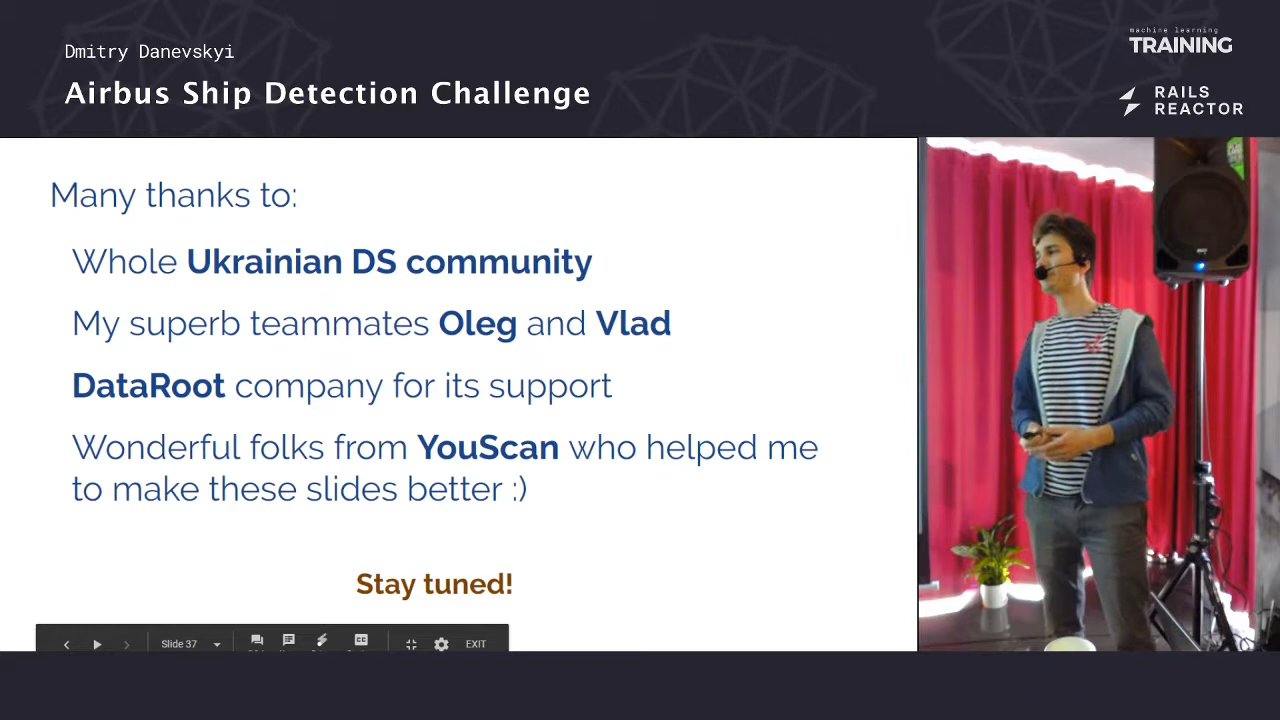 Dmitry Danevskyi
Airbus Ship Detection Challenge
machine learning
TRAINING
RAILS
REACTOR
Many thanks to:
Whole Ukrainian DS community
My superb teammates Oleg and Vlad
DataRoot company for its support
Wonderful folks from YouScan who helped me
to make these slides better :)
Stay tuned!
Slide 37
EXIT